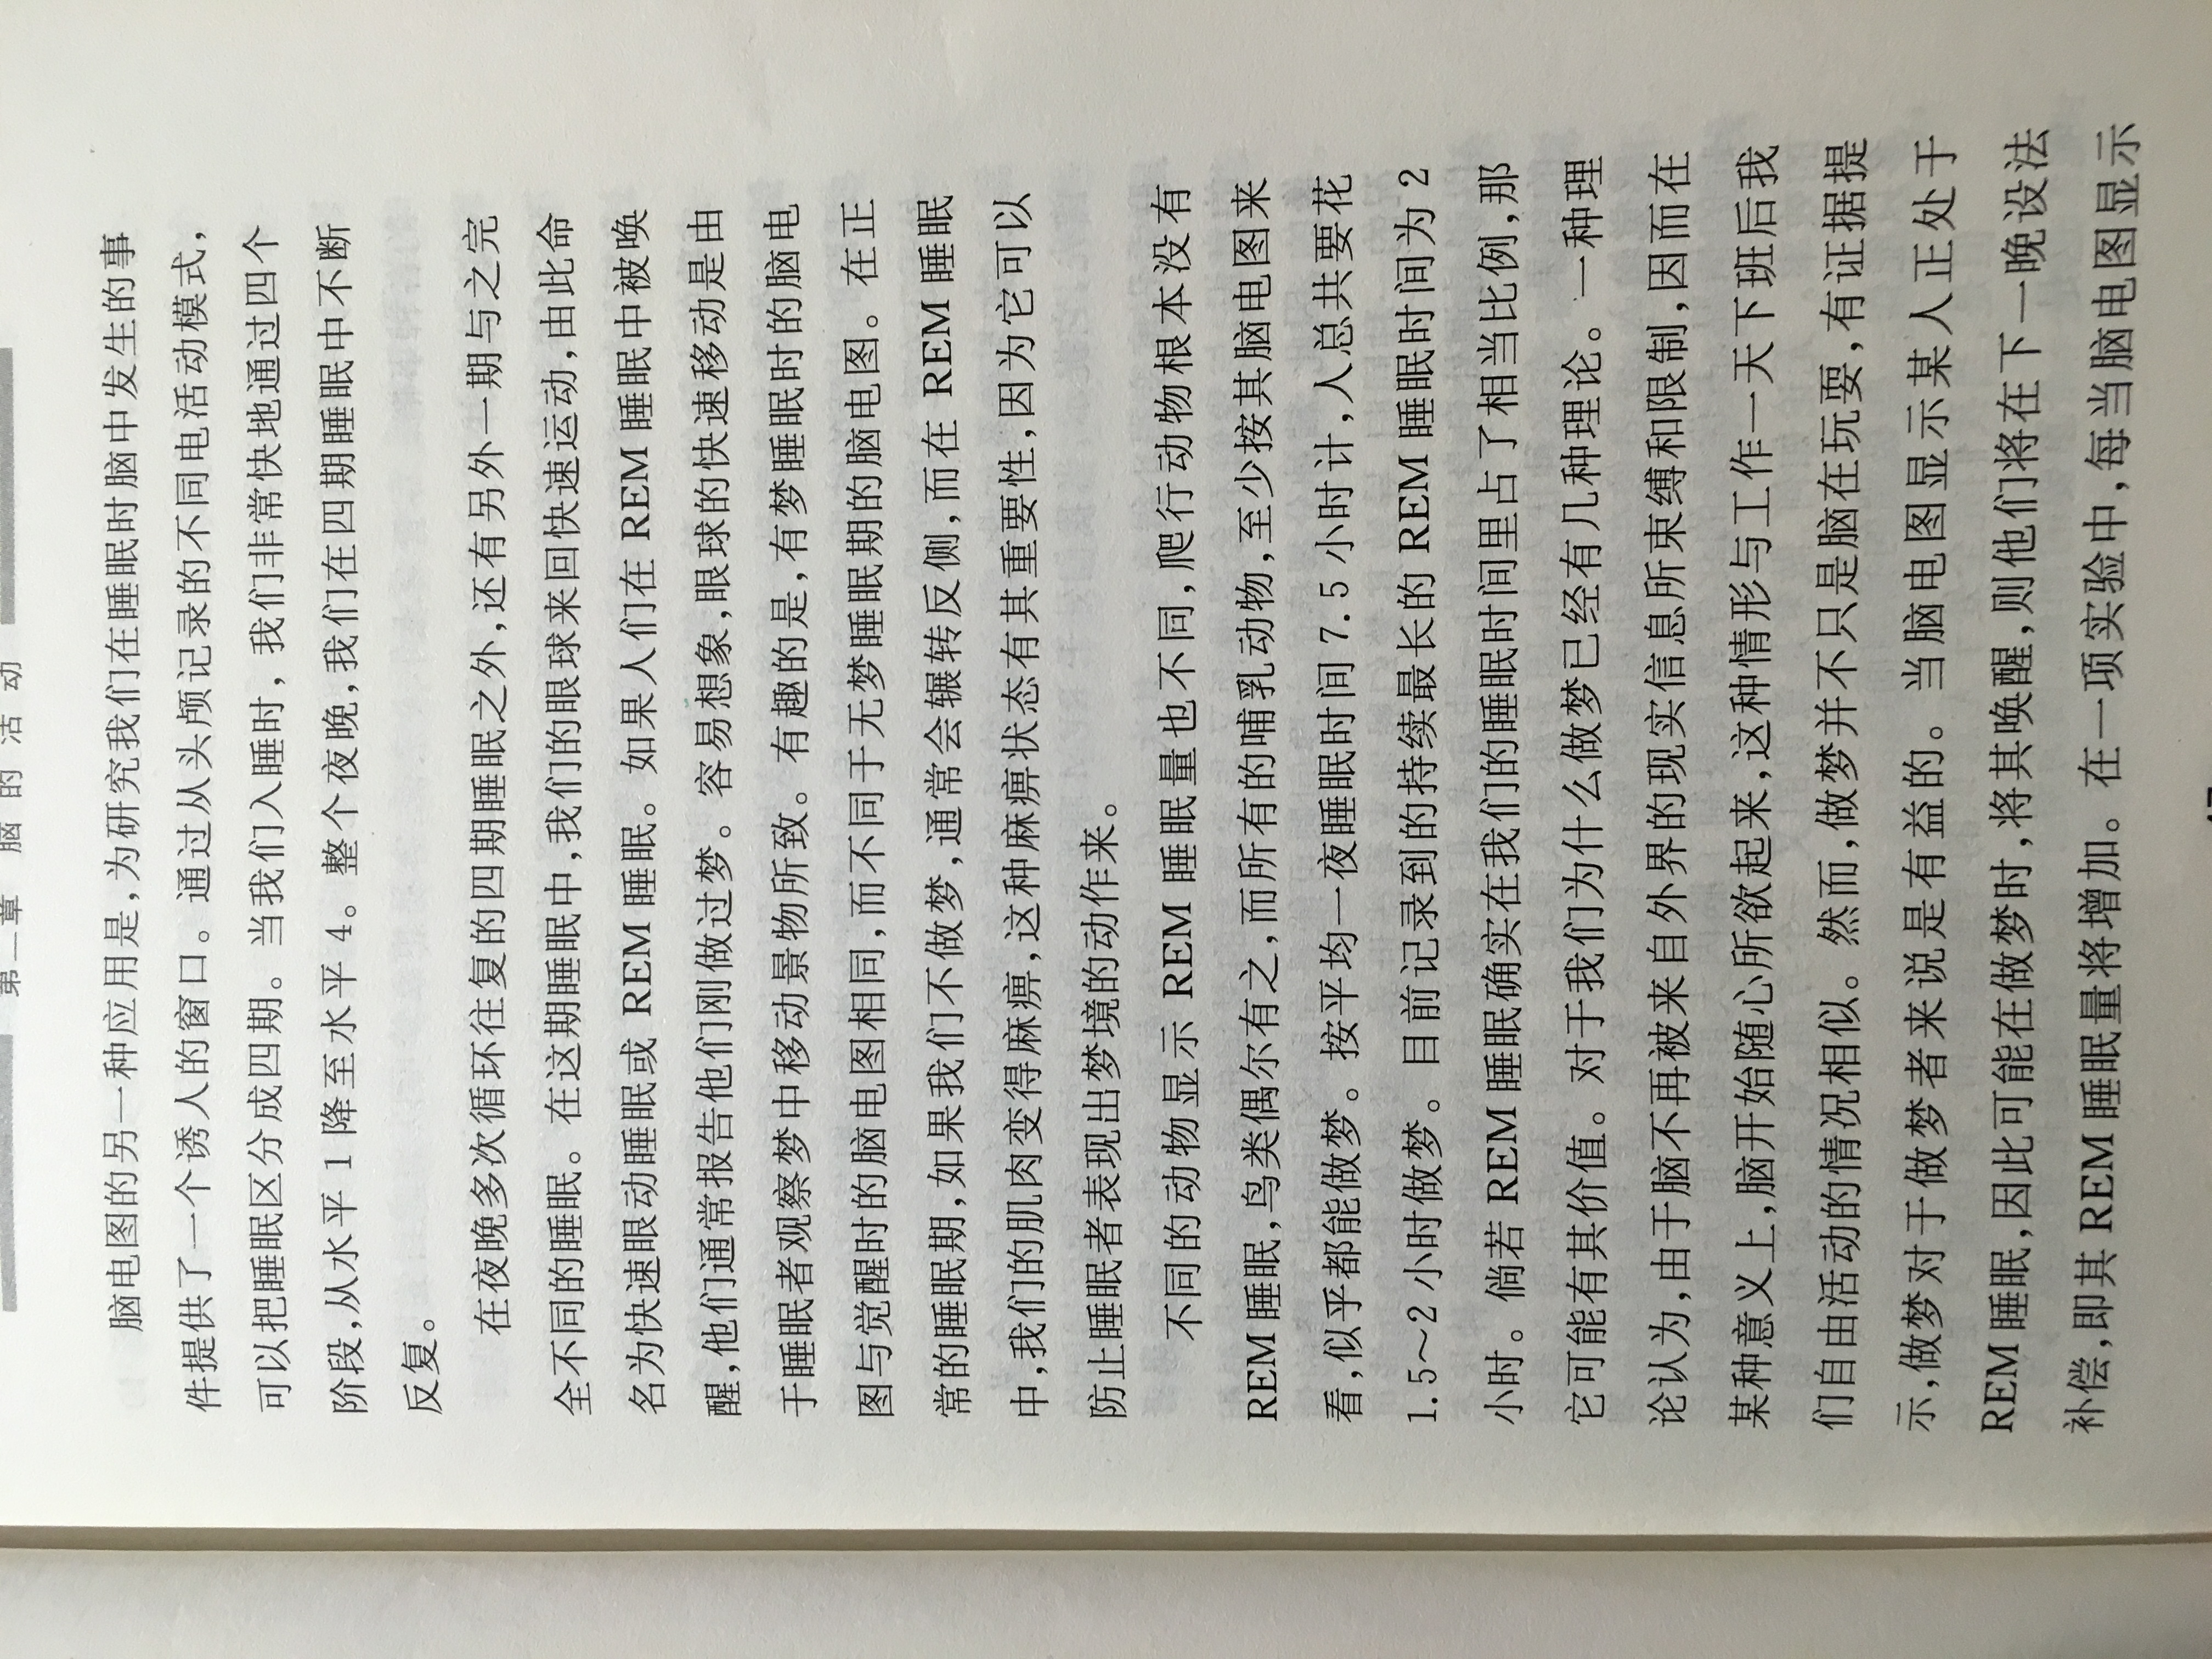 第二章 脑的活动
脑电图的另一种应用是,为研究我们在睡眠时脑中发生的事
件提供了一个诱人的窗口。通过从头颅记录的不同电活动模式,
可以把睡眠区分成四期。当我们入睡时,我们非常快地通过四个
阶段,从水平 1 降至水平 4。整个夜晚,我们在四期睡眠中不断
反复。
在夜晚多次循环往复的四期睡眠之外,还有另外一期与之完
全不同的睡眠。在这期睡眠中,我们的眼球来回快速运动,由此命
名为快速眼动睡眠或 REM 睡眠。如果人们在 REM 睡眠中被唤
醒,他们通常报告他们刚做过梦。容易想象,眼球的快速移动是由
于睡眠者观察梦中移动景物所致。有趣的是,有梦睡眠时的脑电
图与觉醒时的脑电图相同,而不同于无梦睡眠期的脑电图。在正
常的睡眠期,如果我们不做梦,通常会辗转反侧,而在 REM 睡眠
中,我们的肌肉变得麻痹,这种麻痹状态有其重要性,因为它可以
防止睡眠者表现出梦境的动作来。
不同的动物显示 REM 睡眠量也不同,爬行动物根本没有
REM 睡眠,鸟类偶尔有之,而所有的哺乳动物,至少按其脑电图来
看,似乎都能做梦。按平均一夜睡眠时间 7.5 小时计,人总共要花
1.5～2 小时做梦。目前记录到的持续最长的 REM 睡眠时间为 2
小时。倘若 REM 睡眠确实在我们的睡眠时间里占了相当比例,那
它可能有其价值。对于我们为什么做梦已经有几种理论。一种理
论认为,由于脑不再被来自外界的现实信息所束缚和限制,因而在
某种意义上,脑开始随心所欲起来,这种情形与工作一天下班后我
们自由活动的情况相似。然而,做梦并不只是脑在玩耍,有证据提
示,做梦对于做梦者来说是有益的。当脑电图显示某人正处于
REM 睡眠,因此可能在做梦时,将其唤醒,则他们将在下一晚设法
补偿,即其 REM 睡眠量将增加。在一项实验中,每当脑电图显示